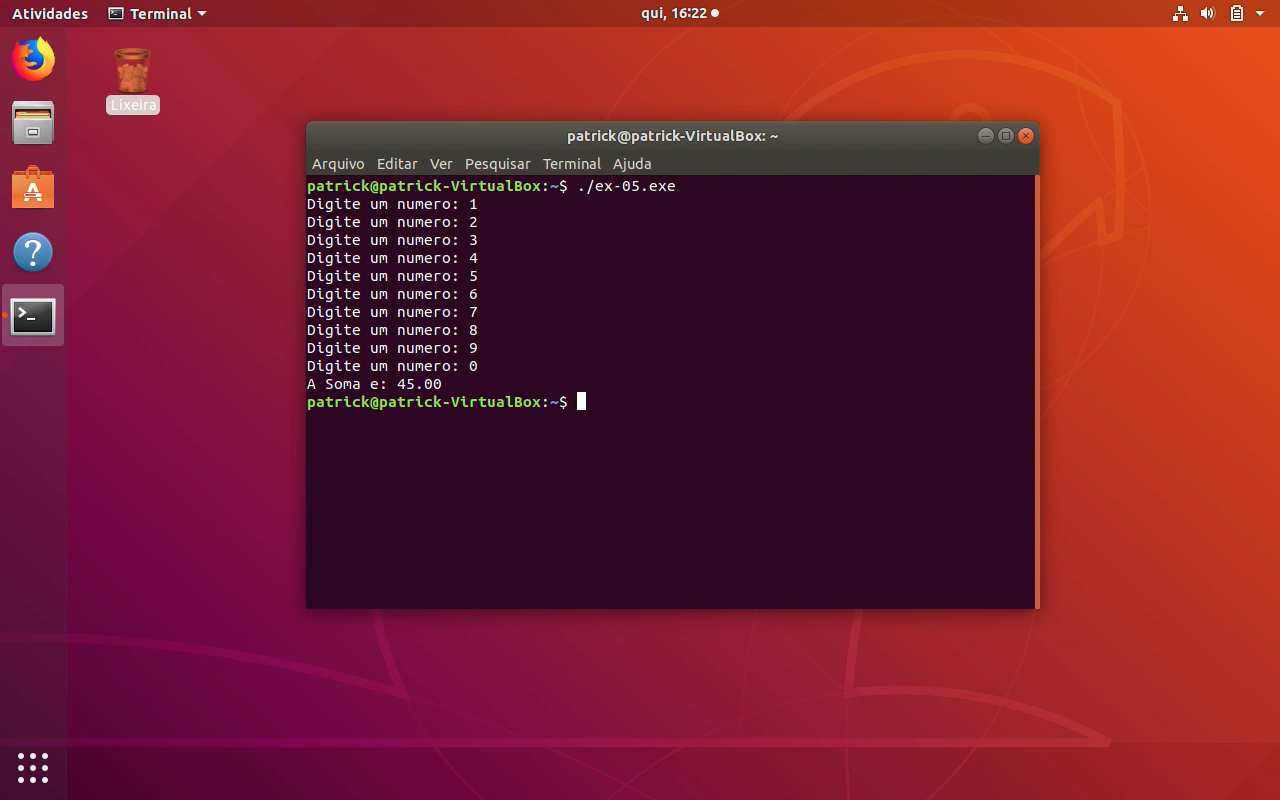 Atividades Terminal qui, 16:22
Lixeira
patrick@patrick-VirtualBox: ~
Arquivo Editar Ver Pesquisar Terminal Ajuda
patrick@patrick-VirtualBox:~$ ./ex-05.exe
Digite um numero: 1
Digite um numero: 2
Digite um numero: 3
Digite um numero: 4
Digite um numero: 5
Digite um numero: 6
Digite um numero: 7
Digite um numero: 8
Digite um numero: 9
Digite um numero: 0
A Soma e: 45.00
patrick@patrick-VirtualBox:~$